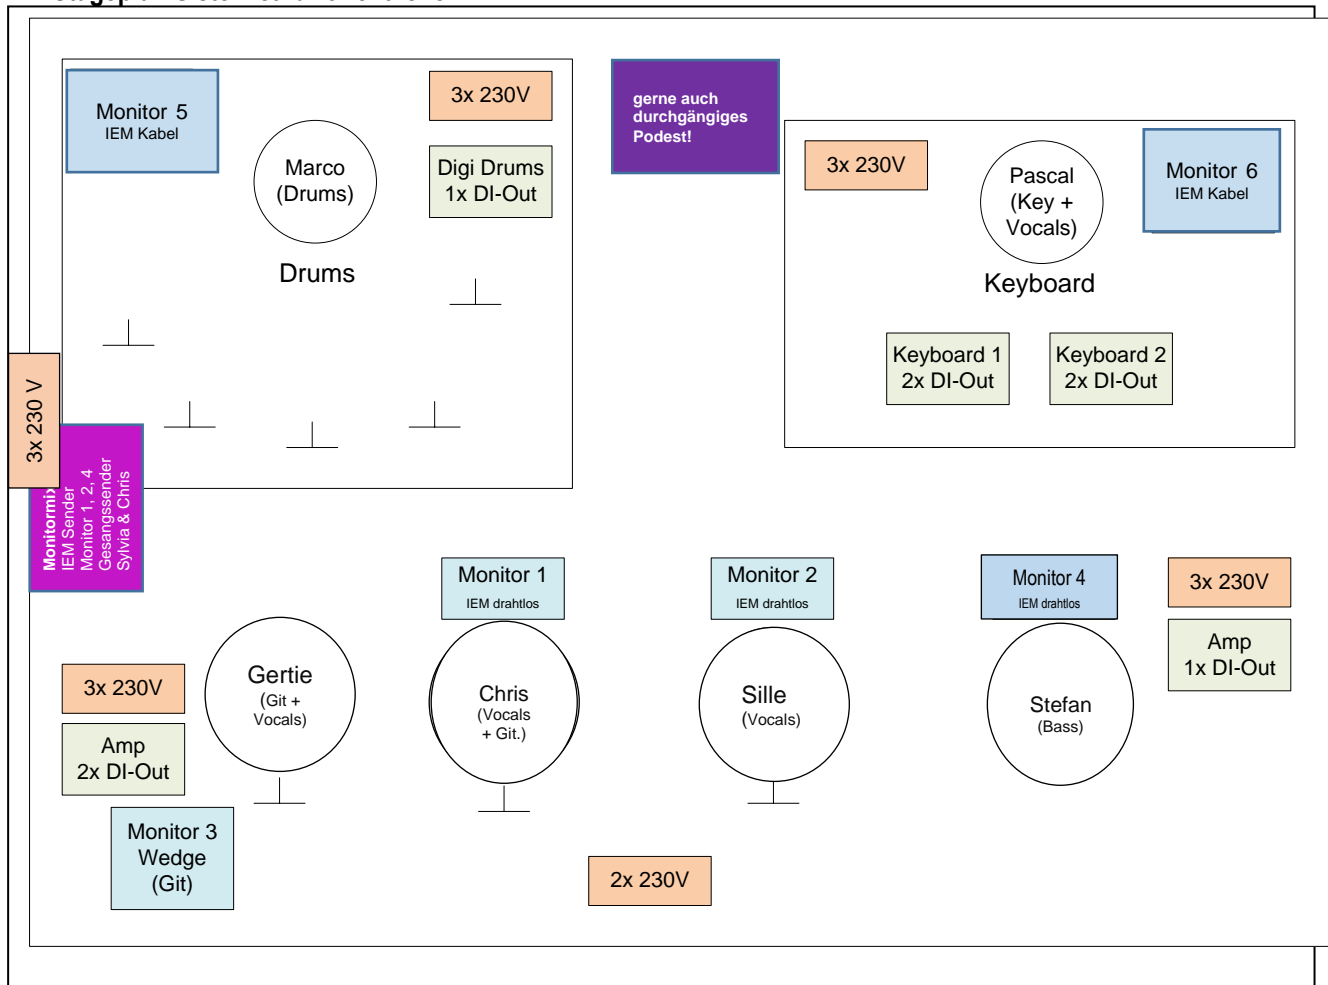 Monitor 5
IEM Kabel
Marco
(Drums)
Drums
3x 230V
Digi Drums
1x DI-Out
gerne auch
durchgängiges
Podest!
3x 230V
Pascal
(Key +
Vocals)
Keyboard
Monitor 6
IEM Kabel
Keyboard 1
2x DI-Out
Keyboard 2
2x DI-Out
3x 230 V
Monitormix
IEM Sender
Monitor 1, 2, 4
Gesangssender
Sylvia & Chris
Monitor 1
IEM drahtlos
Monitor 2
IEM drahtlos
Monitor 4
IEM drahtlos
3x 230V
Amp
1x DI-Out
3x 230V
Amp
2x DI-Out
Gertie
(Git +
Vocals)
Chris
(Vocals
+ Git.)
Sille
(Vocals)
Stefan
(Bass)
Monitor 3
Wedge
(Git)
2x 230V